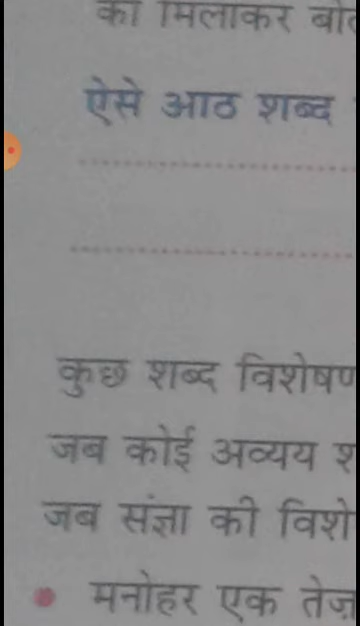 को मिलाकर
ऐसे आठ शब्द
कुछ शब्द विशेषण
जब कोई अव्यय
जब संज्ञा की विशे
मनोहर एक तेज़